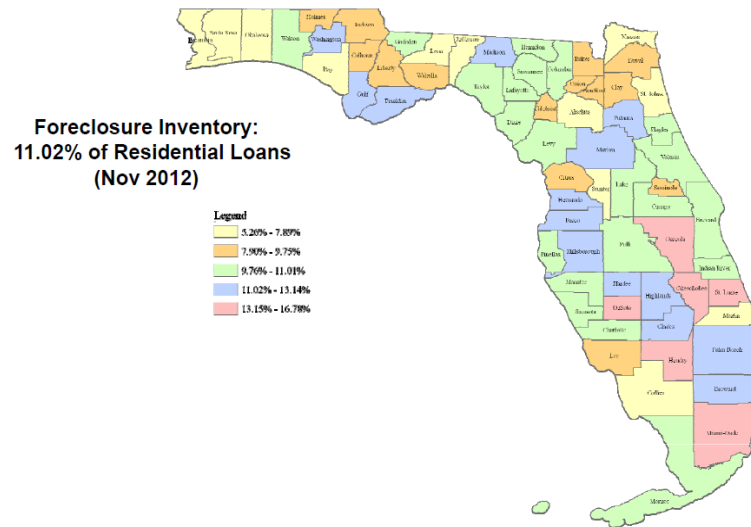 Foreclosure Inventory:
11.02% of Residential Loans
(Nov 2012)
Legend
5.26% - 7.89%
7.90% - 9.75%
9.76% - 11.01%
11.02% - 13.14%
13.15% - 16.78%
Santa Rosa
Okaloosa
Walton
Holmes
Washington
Jackson
Bay
Calhoun
Gulf
Liberty
Franklin
Gadsden
Wakulla
Leon
Jefferson
Madison
Taylor
Hamilton
Suwannee
Lafayette
Dixie
Columbia
Gilchrist
Levy
Baker
Union
Bradford
Alachua
Nassau
Duval
Clay
St. Johns
Putnam
Flagler
Marion
Volusia
Citrus
Sumter
Lake
Seminole
Hernando
Orange
Pasco
Brevard
Pinellas
Hillsborough
Polk
Osceola
Indian River
Manatee
Hardee
Highlands
Okeechobee
St. Lucie
Sarasota
DeSoto
Martin
Charlotte
Glades
Lee
Hendry
Palm Beach
Collier
Broward
Miami-Dade
Monroe